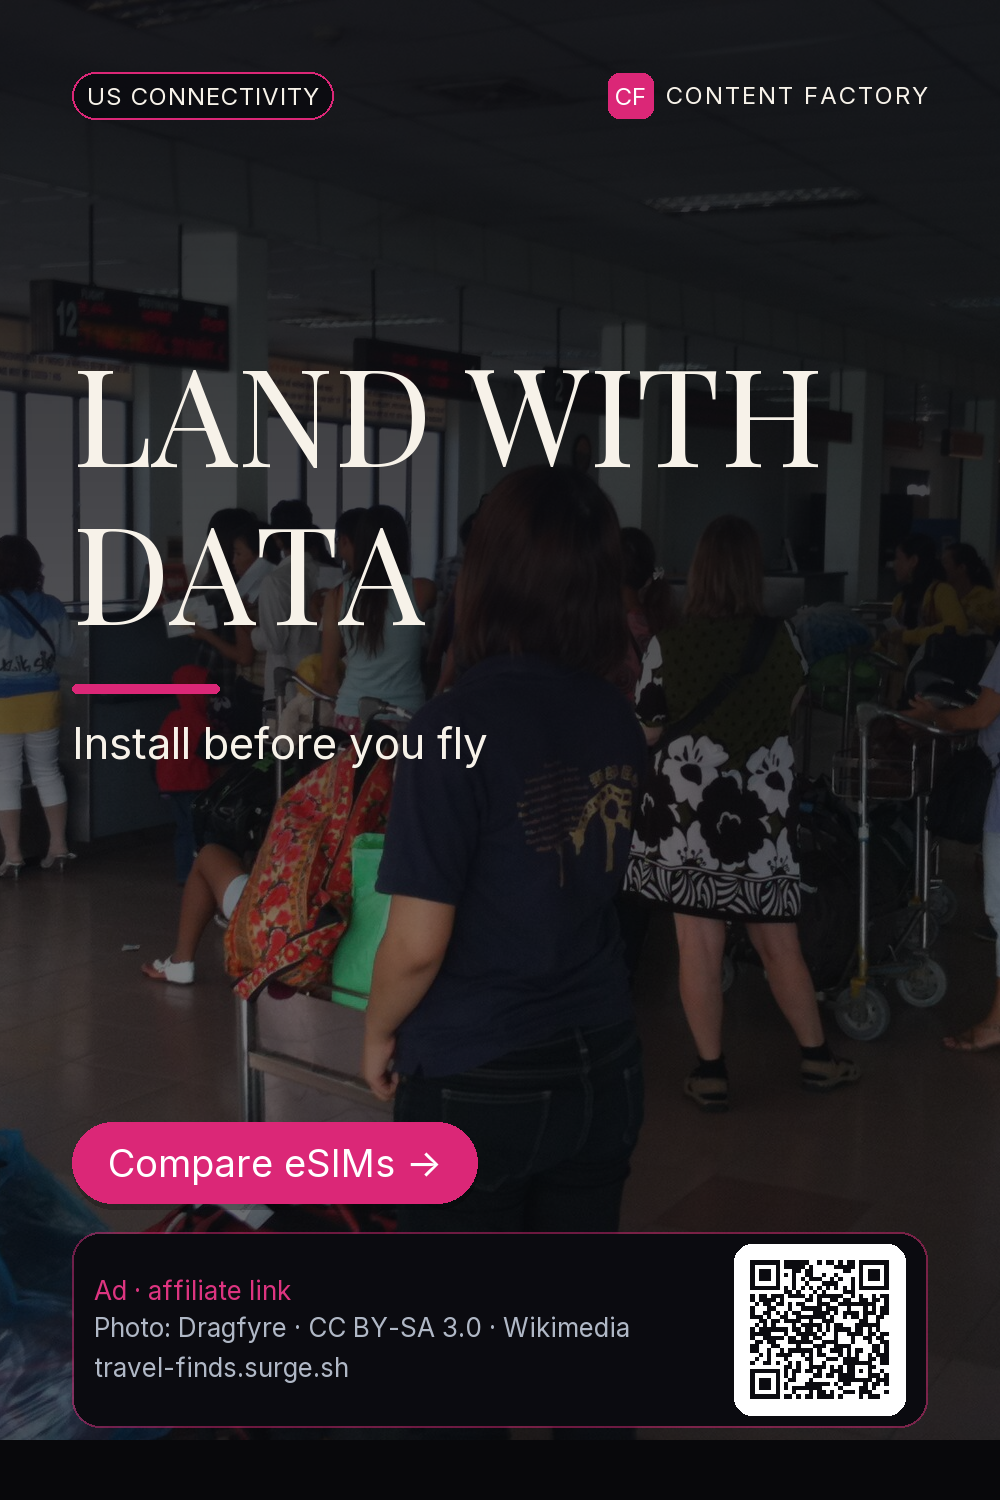 US CONNECTIVITY
CF CONTENT FACTORY
12
LAND WITH
DATA
Install before you fly
Compare eSIMs →
Ad · affiliate link
Photo: Dragfyre · CC BY-SA 3.0 · Wikimedia
travel-finds.surge.sh